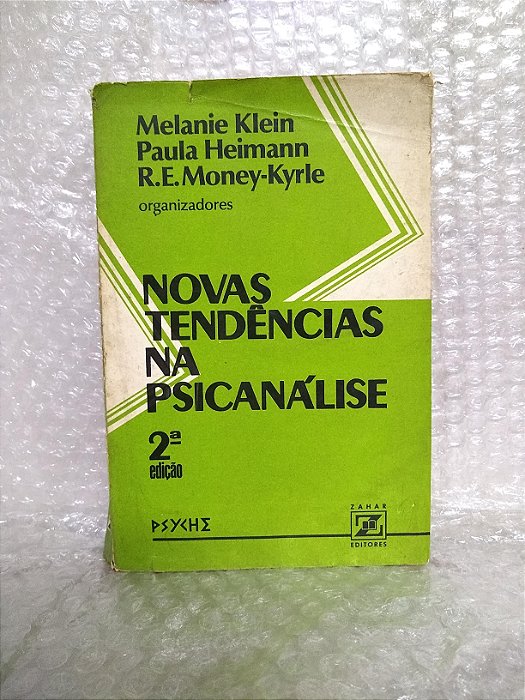 Melanie Klein
Paula Heimann
R.E.Money-Kyrle
organizadores
NOVAS
TENDÊNCIAS
NA
PSICANÁLISE
2ª
edição
PSYCHE
ZAHAR
EDITORES